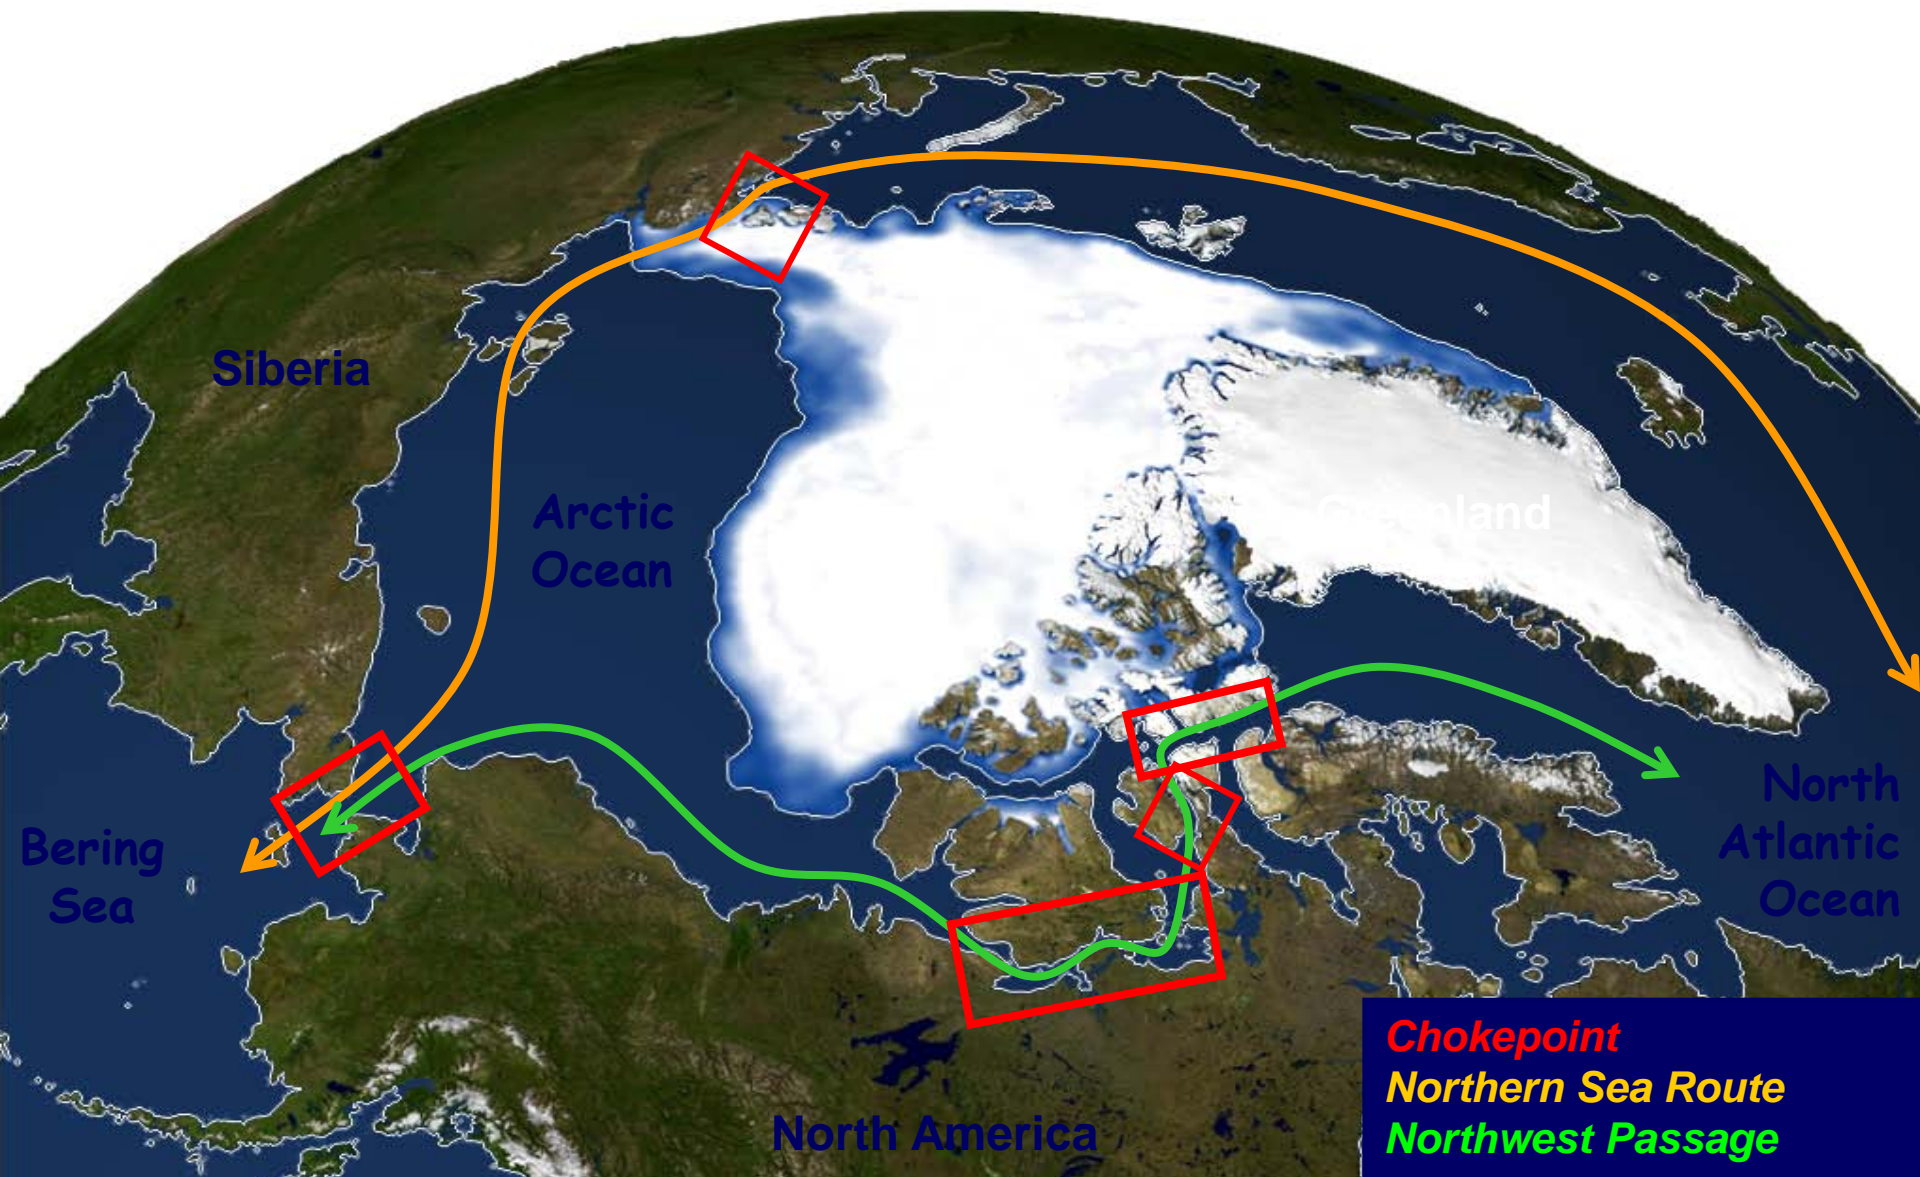 Siberia
Arctic
Ocean
Greenland
Bering
Sea
North
Atlantic
Ocean
North America
Chokepoint
Northern Sea Route
Northwest Passage